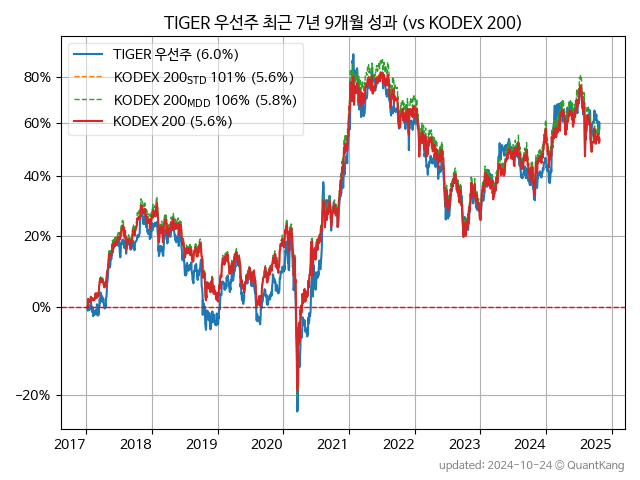 TIGER 우선주 최근 7년 9개월 성과 (vs KODEX 200)
TIGER 우선주 (6.0%)
KODEX 200STD 101% (5.6%)
KODEX 200MDD 106% (5.8%)
KODEX 200 (5.6%)
80%
60%
40%
20%
0%
−20%
2017 2018 2019 2020 2021 2022 2023 2024 2025
updated: 2024-10-24 © QuantKang